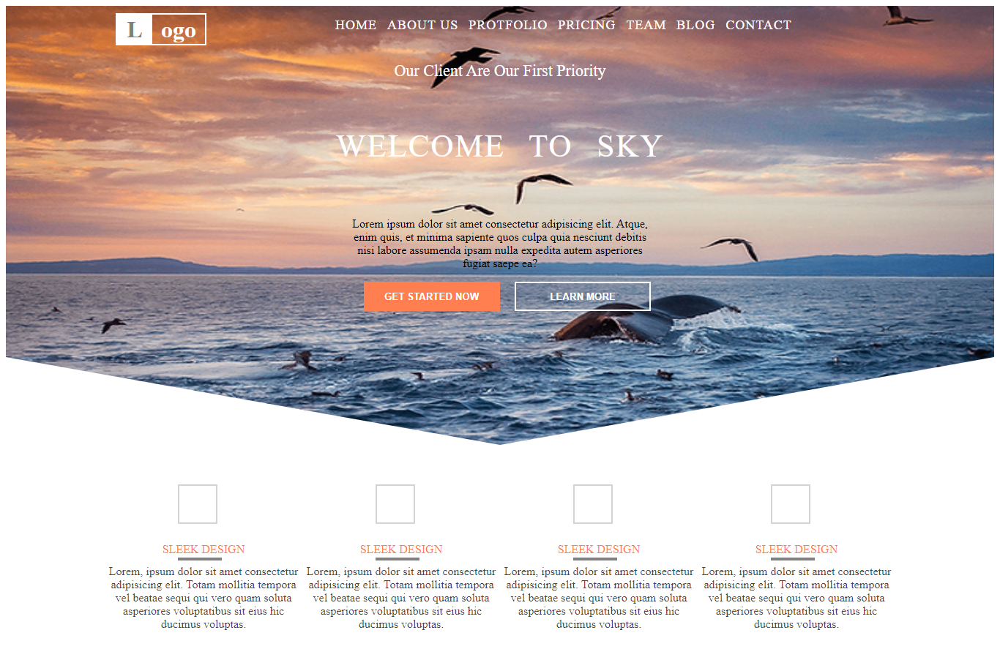 L ogo
HOME ABOUT US PROTFOLIO PRICING TEAM BLOG CONTACT
Our Client Are Our First Priority
WELCOME TO SKY
Lorem ipsum dolor sit amet consectetur adipisicing elit. Atque,
enim quis, et minima sapiente quos culpa quia nesciunt debitis
nisi labore assumenda ipsam nulla expedita autem asperiores
fugiat saepe ea?
GET STARTED NOW
LEARN MORE
SLEEK DESIGN
Lorem, ipsum dolor sit amet consectetur
adipisicing elit. Totam mollitia tempora
vel beatae sequi qui vero quam soluta
asperiores voluptatibus sit eius hic
ducimus voluptas.
SLEEK DESIGN
Lorem, ipsum dolor sit amet consectetur
adipisicing elit. Totam mollitia tempora
vel beatae sequi qui vero quam soluta
asperiores voluptatibus sit eius hic
ducimus voluptas.
SLEEK DESIGN
Lorem, ipsum dolor sit amet consectetur
adipisicing elit. Totam mollitia tempora
vel beatae sequi qui vero quam soluta
asperiores voluptatibus sit eius hic
ducimus voluptas.
SLEEK DESIGN
Lorem, ipsum dolor sit amet consectetur
adipisicing elit. Totam mollitia tempora
vel beatae sequi qui vero quam soluta
asperiores voluptatibus sit eius hic
ducimus voluptas.